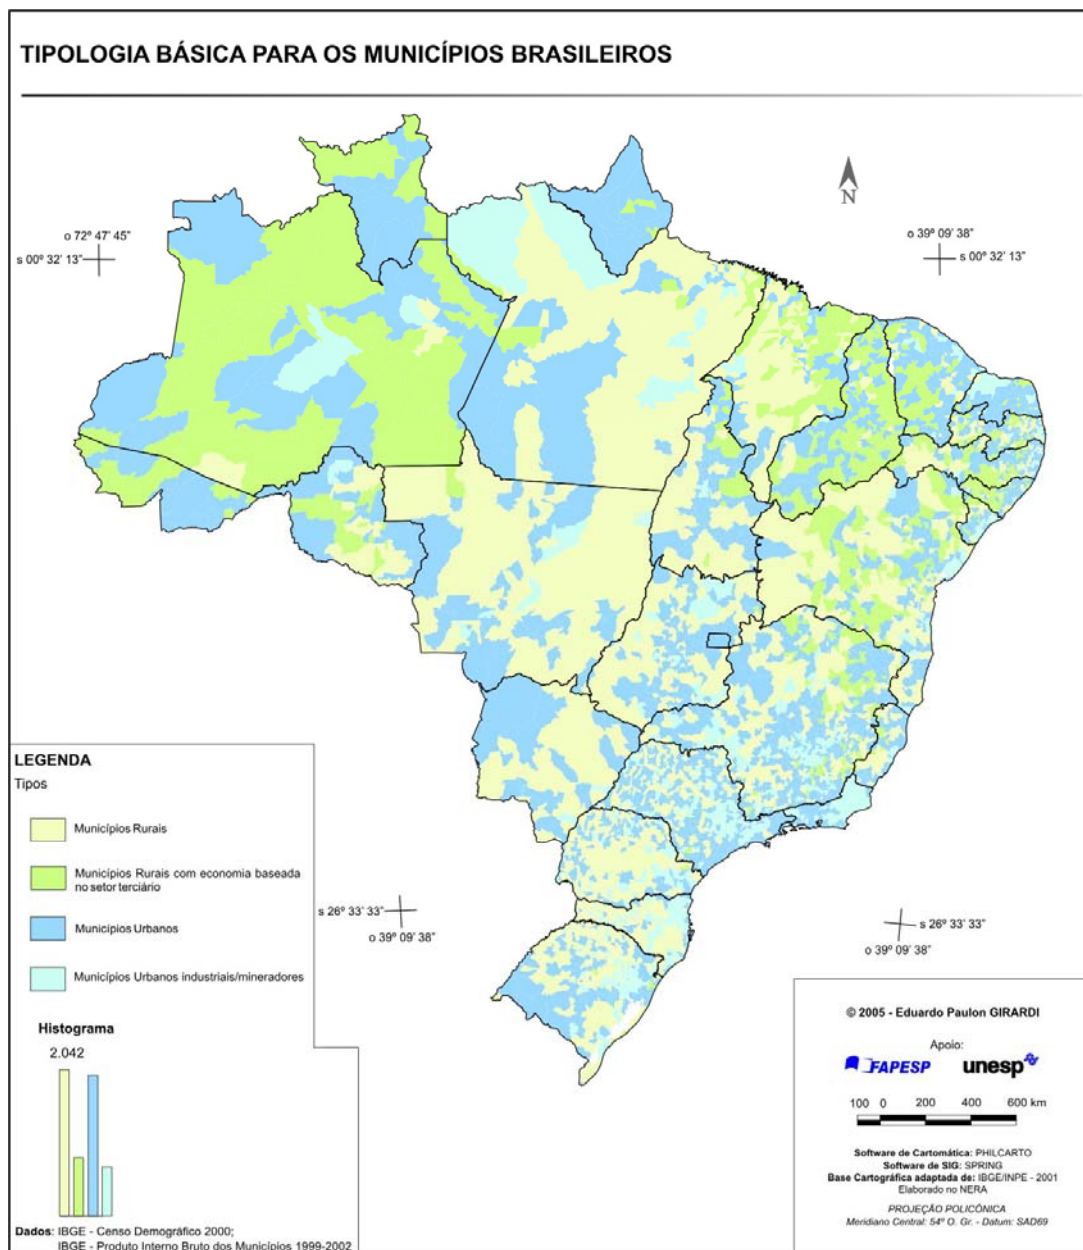 TIPOLOGIA BÁSICA PARA OS MUNICÍPIOS BRASILEIROS
N
o 72º 47' 45"
s 00º 32' 13"
o 39º 09' 38"
s 00º 32' 13"
LEGENDA
Tipos
Municípios Rurais
Municípios Rurais com economia baseada
no setor terciário
Municípios Urbanos
Municípios Urbanos industriais/mineradores
s 26º 33' 33"
o 39º 09' 38"
s 26º 33' 33"
o 39º 09' 38"
Histograma
2.042
Dados: IBGE - Censo Demográfico 2000;
IBGE - Produto Interno Bruto dos Municípios 1999-2002
© 2005 - Eduardo Paulon GIRARDI
Apoio:
FAPESP unesp
100 0 200 400 600 km
Software de Cartomática: PHILCARTO
Software de SIG: SPRING
Base Cartográfica adaptada de: IBGE/INPE - 2001
Elaborado no NERA
PROJEÇÃO POLICÔNICA
Meridiano Central: 54º O. Gr. - Datum: SAD69